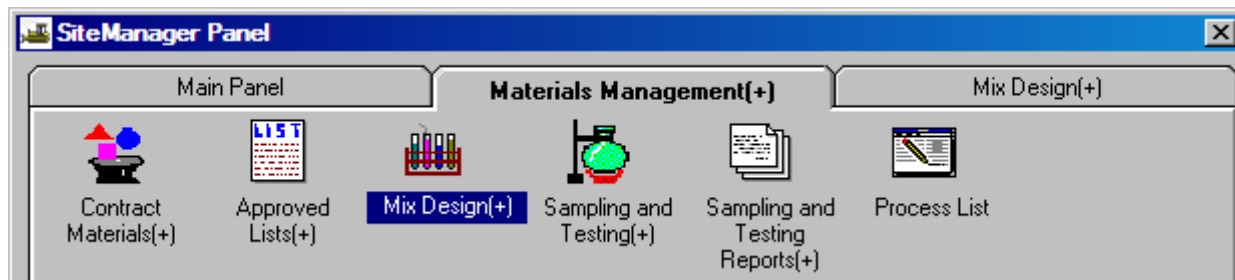 SiteManager Panel
Main Panel
Materials Management(+)
Mix Design(+)
LIST
Contract
Materials(+)
Approved
Lists(+)
Mix Design(+)
Sampling and
Testing(+)
Sampling and
Testing
Reports(+)
Process List